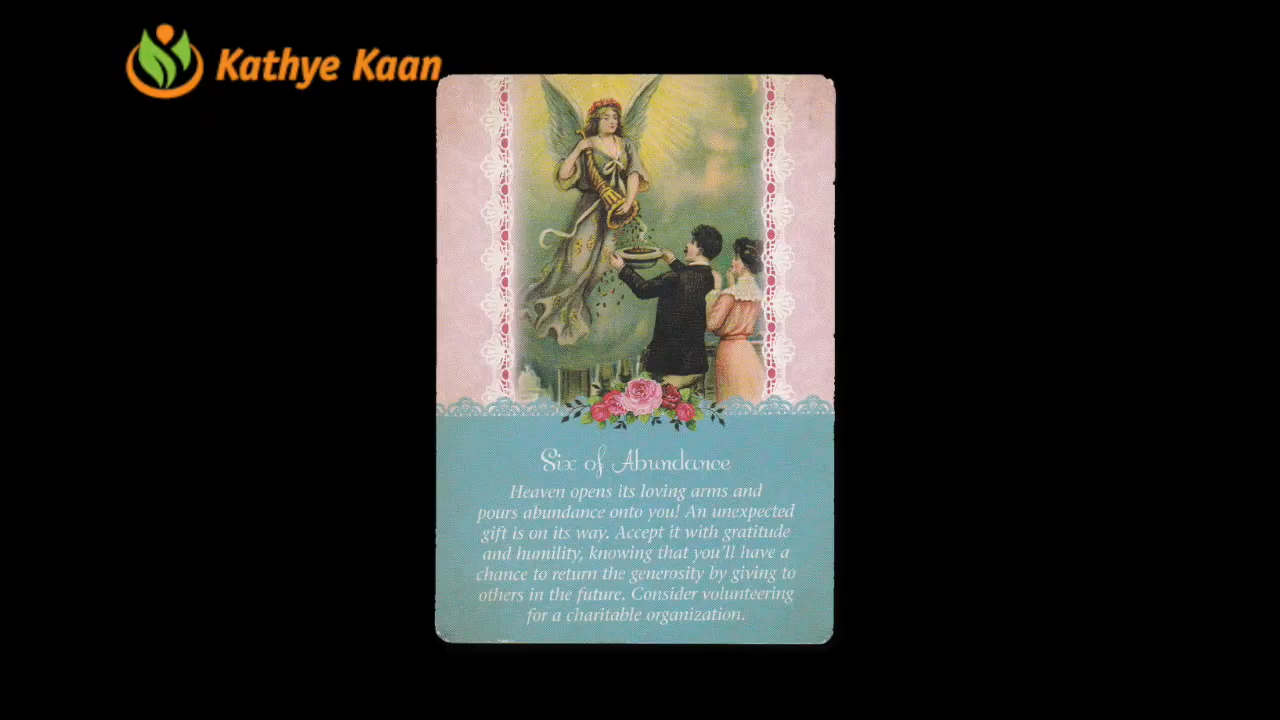 Kathye Kaan
Six of Abundance
Heaven opens its loving arms and
pours abundance onto you! An unexpected
gift is on its way. Accept it with gratitude
and humility, knowing that you'll have a
chance to return the generosity by giving to
others in the future. Consider volunteering
for a charitable organization.